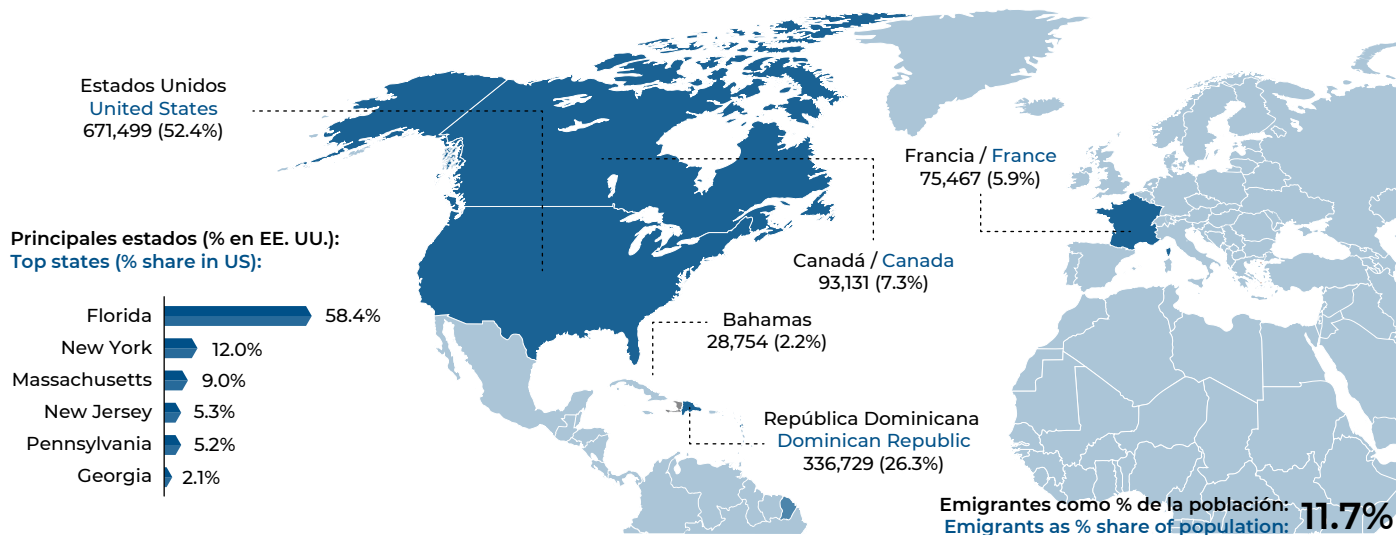 Estados Unidos
United States
671,499 (52.4%)
Francia / France
75,467 (5.9%)
Principales estados (% en EE. UU.):
Top states (% share in US):
Canadá / Canada
93,131 (7.3%)
Florida 58.4%
New York 12.0%
Massachusetts 9.0%
New Jersey 5.3%
Pennsylvania 5.2%
Georgia 2.1%
Bahamas
28,754 (2.2%)
República Dominicana
Dominican Republic
336,729 (26.3%)
Emigrantes como % de la población:
Emigrants as % share of population:
11.7%